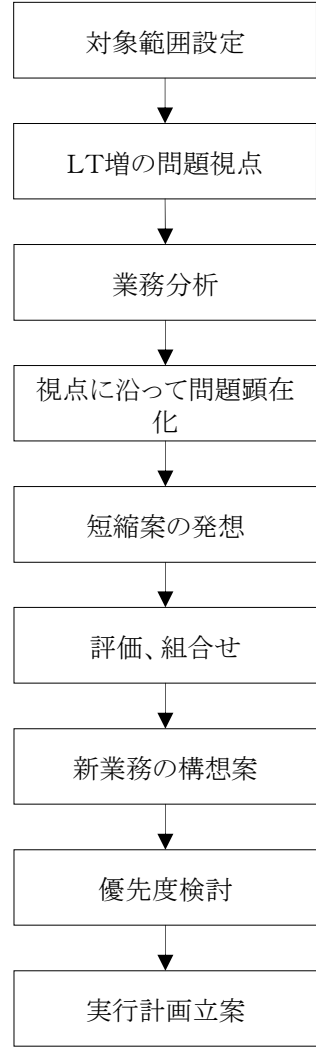 対象範囲設定
LT増の問題視点
業務分析
視点に沿って問題顕在
化
短縮案の発想
評価、組合せ
新業務の構想案
優先度検討
実行計画立案